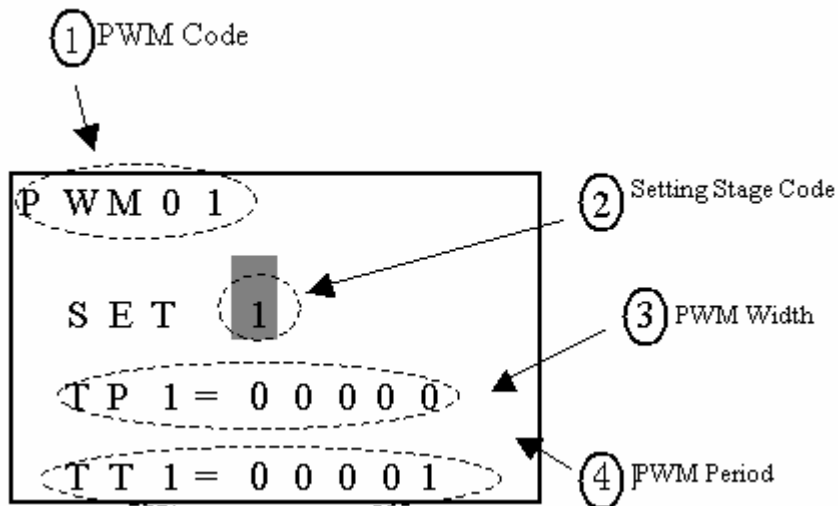 1 PWM Code
P WM 0 1
2 Setting Stage Code
S E T 1
3 PWM Width
T P 1 = 0 0 0 0 0
T T 1 = 0 0 0 0 1
4 PWM Period